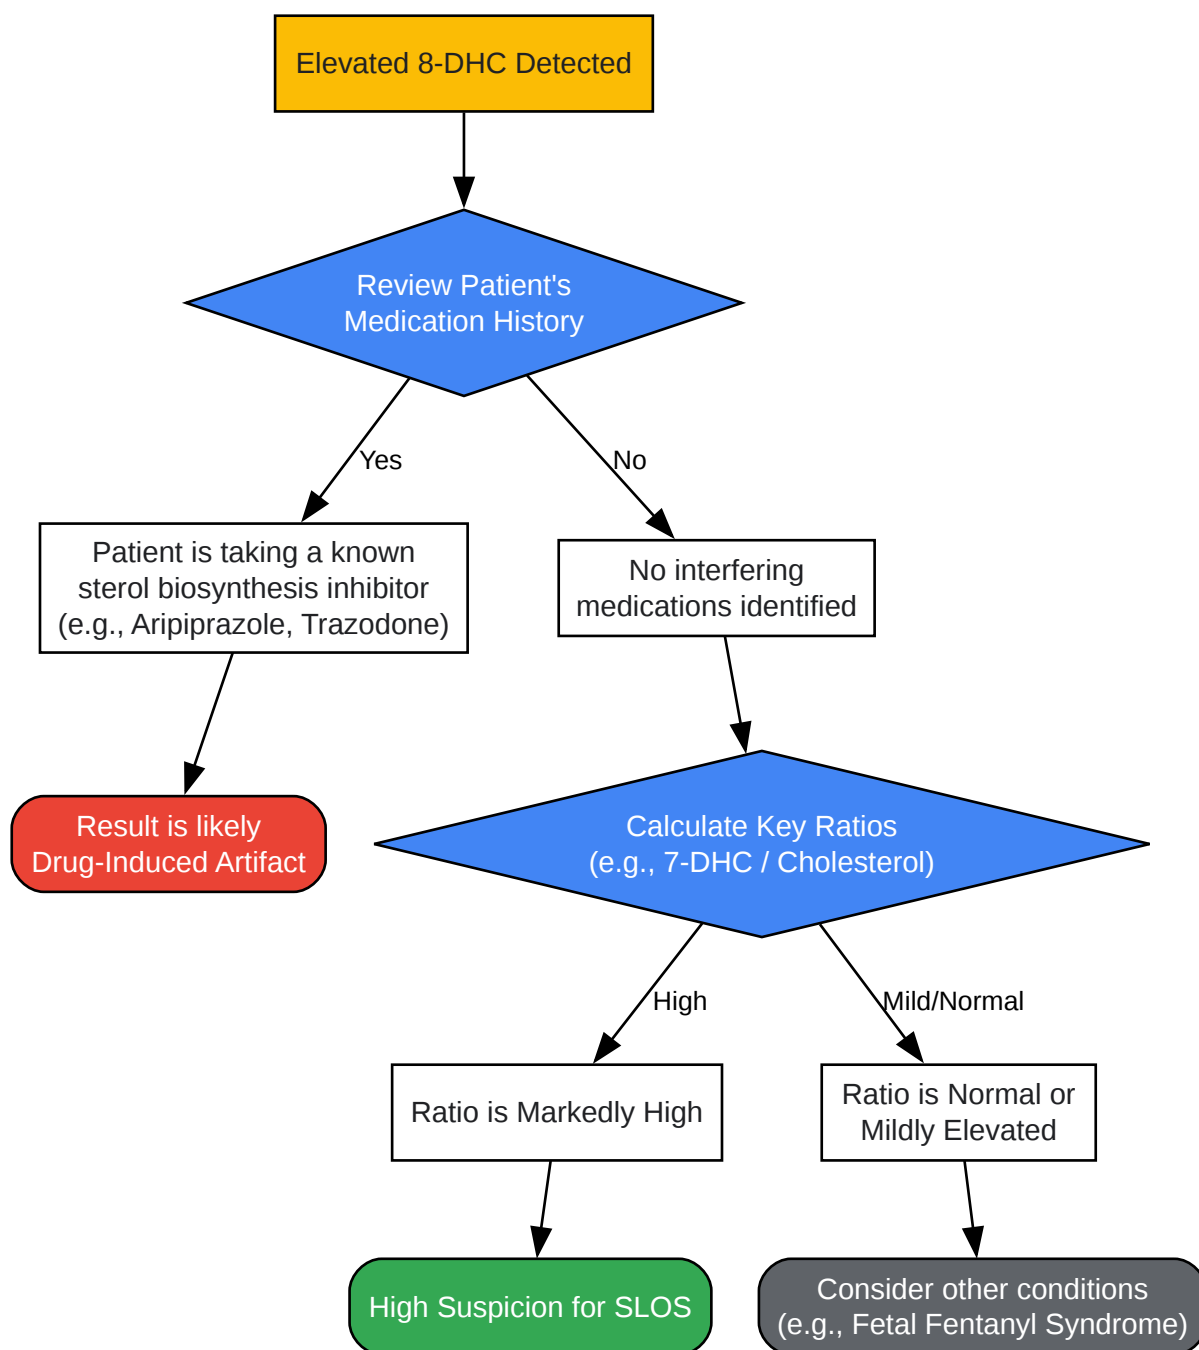 Elevated 8-DHC Detected
Review Patient's
Medication History
Yes
No
Patient is taking a known
sterol biosynthesis inhibitor
(e.g., Aripiprazole, Trazodone)
No interfering
medications identified
Result is likely
Drug-Induced Artifact
Calculate Key Ratios
(e.g., 7-DHC / Cholesterol)
High
Mild/Normal
Ratio is Markedly High
Ratio is Normal or
Mildly Elevated
High Suspicion for SLOS
Consider other conditions
(e.g., Fetal Fentanyl Syndrome)